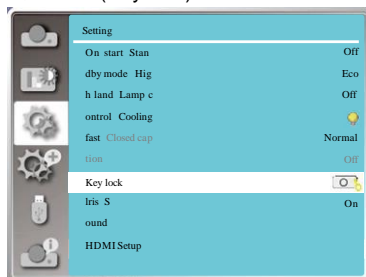 Setting
On start Stan Off
dby mode Hig Eco
h land Lamp c Off
ontrol Cooling
fast Closed cap Normal
tion Off
Key lock
Iris S On
ound
HDMI Setup